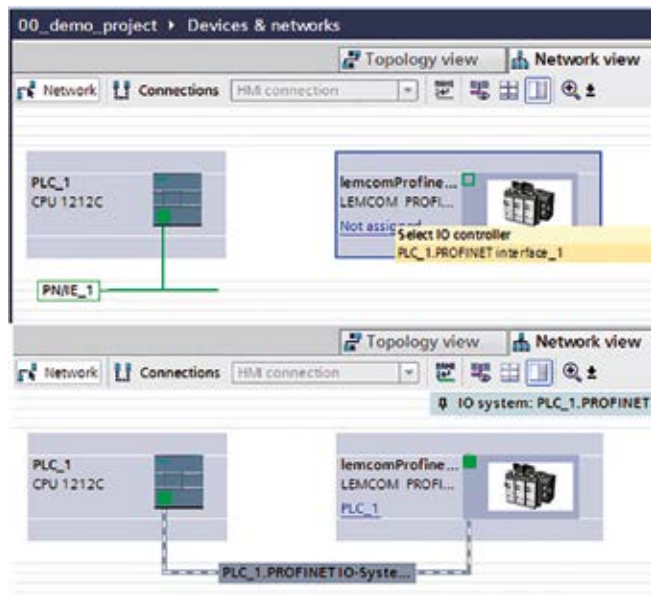 00_demo_project ▸ Devices & networks
Topology view Network view
Network Connections HMI connection
PLC_1
CPU 1212C
lemcomProfine...
LEMCOM PROFI...
Not assigned
Select IO controller
PLC_1.PROFINET interface_1
PN/IE_1
Topology view Network view
Network Connections HMI connection
IO system: PLC_1.PROFINET
PLC_1
CPU 1212C
lemcomProfine...
LEMCOM PROFI...
PLC_1
PLC_1.PROFINET IO-Syste...